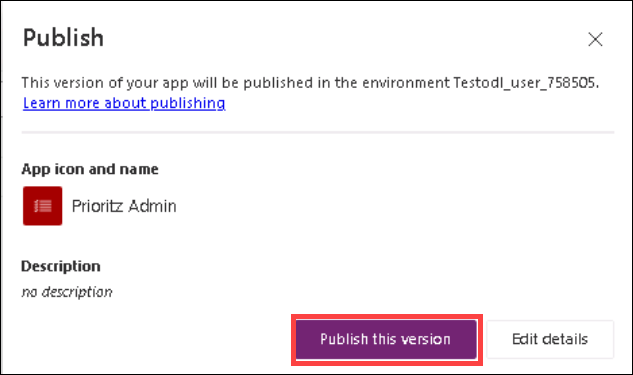 Publish
This version of your app will be published in the environment Testodl_user_758505.
Learn more about publishing
App icon and name
Prioritz Admin
Description
no description
Publish this version
Edit details